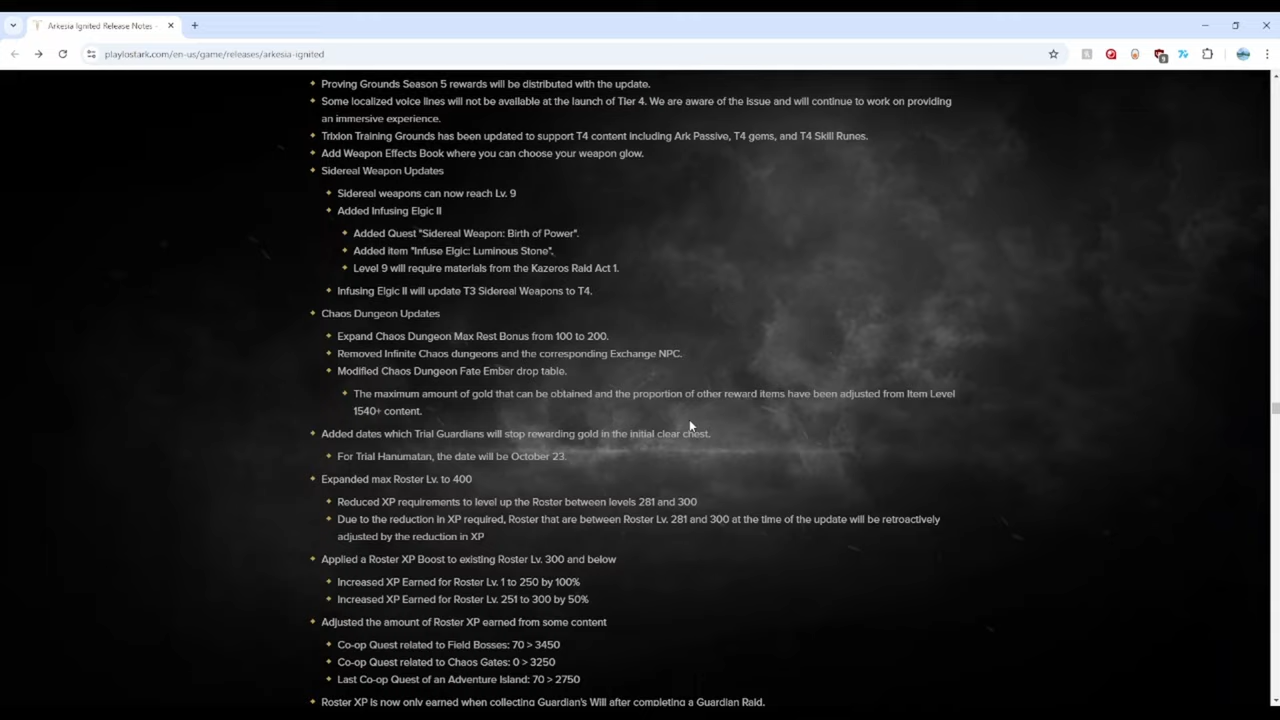 Arkesia Ignited Release Notes -
playlostark.com/en-us/game/releases/arkesia-ignited
Proving Grounds Season 5 rewards will be distributed with the update.
Some localized voice lines will not be available at the launch of Tier 4. We are aware of the issue and will continue to work on providing
an immersive experience.
Trixion Training Grounds has been updated to support T4 content including Ark Passive, T4 gems, and T4 Skill Runes.
Add Weapon Effects Book where you can choose your weapon glow.
Sidereal Weapon Updates
Sidereal weapons can now reach Lv. 9
Added Infusing Elgic II
Added Quest "Sidereal Weapon: Birth of Power".
Added item "Infuse Elgic: Luminous Stone".
Level 9 will require materials from the Kazeros Raid Act 1.
Infusing Elgic II will update T3 Sidereal Weapons to T4.
Chaos Dungeon Updates
Expand Chaos Dungeon Max Rest Bonus from 100 to 200.
Removed Infinite Chaos dungeons and the corresponding Exchange NPC.
Modified Chaos Dungeon Fate Ember drop table.
The maximum amount of gold that can be obtained and the proportion of other reward items have been adjusted from Item Level
1540+ content.
Added dates which Trial Guardians will stop rewarding gold in the initial clear chest.
For Trial Hanumatan, the date will be October 23.
Expanded max Roster Lv. to 400
Reduced XP requirements to level up the Roster between levels 281 and 300
Due to the reduction in XP required, Roster that are between Roster Lv. 281 and 300 at the time of the update will be retroactively
adjusted by the reduction in XP
Applied a Roster XP Boost to existing Roster Lv. 300 and below
Increased XP Earned for Roster Lv. 1 to 250 by 100%
Increased XP Earned for Roster Lv. 251 to 300 by 50%
Adjusted the amount of Roster XP earned from some content
Co-op Quest related to Field Bosses: 70 > 3450
Co-op Quest related to Chaos Gates: 0 > 3250
Last Co-op Quest of an Adventure Island: 70 > 2750
Roster XP is now only earned when collecting Guardian's Will after completing a Guardian Raid.